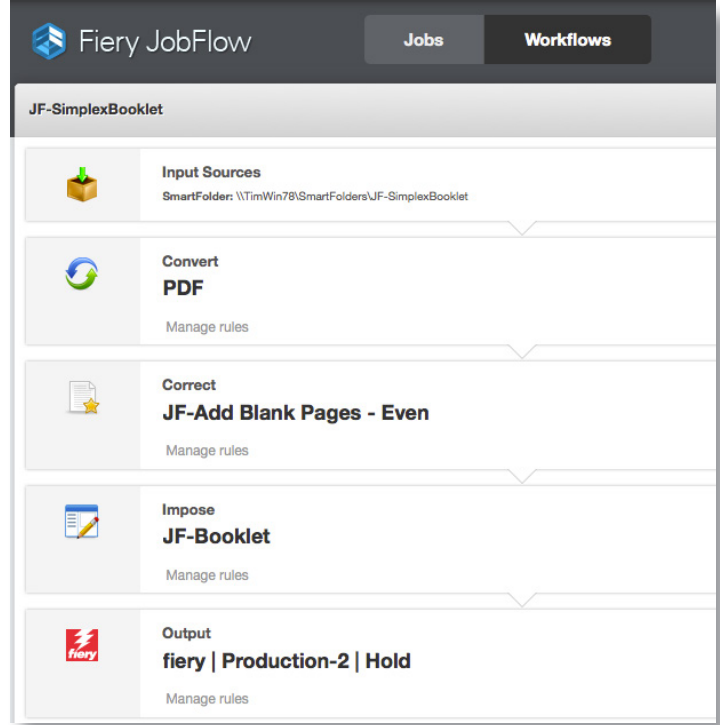 Fiery JobFlow
Jobs
Workflows
JF-SimplexBooklet
Input Sources
SmartFolder: \\TimWin78\SmartFolders\JF-SimplexBooklet
Convert
PDF
Manage rules
Correct
JF-Add Blank Pages - Even
Manage rules
Impose
JF-Booklet
Manage rules
fiery
Output
fiery | Production-2 | Hold
Manage rules